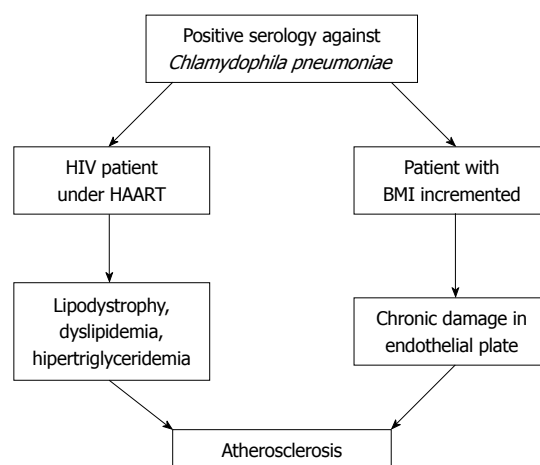 Positive serology against
Chlamydophila pneumoniae
HIV patient
under HAART
Patient with
BMI incremented
Lipodystrophy,
dyslipidemia,
hipertriglyceridemia
Chronic damage in
endothelial plate
Atherosclerosis